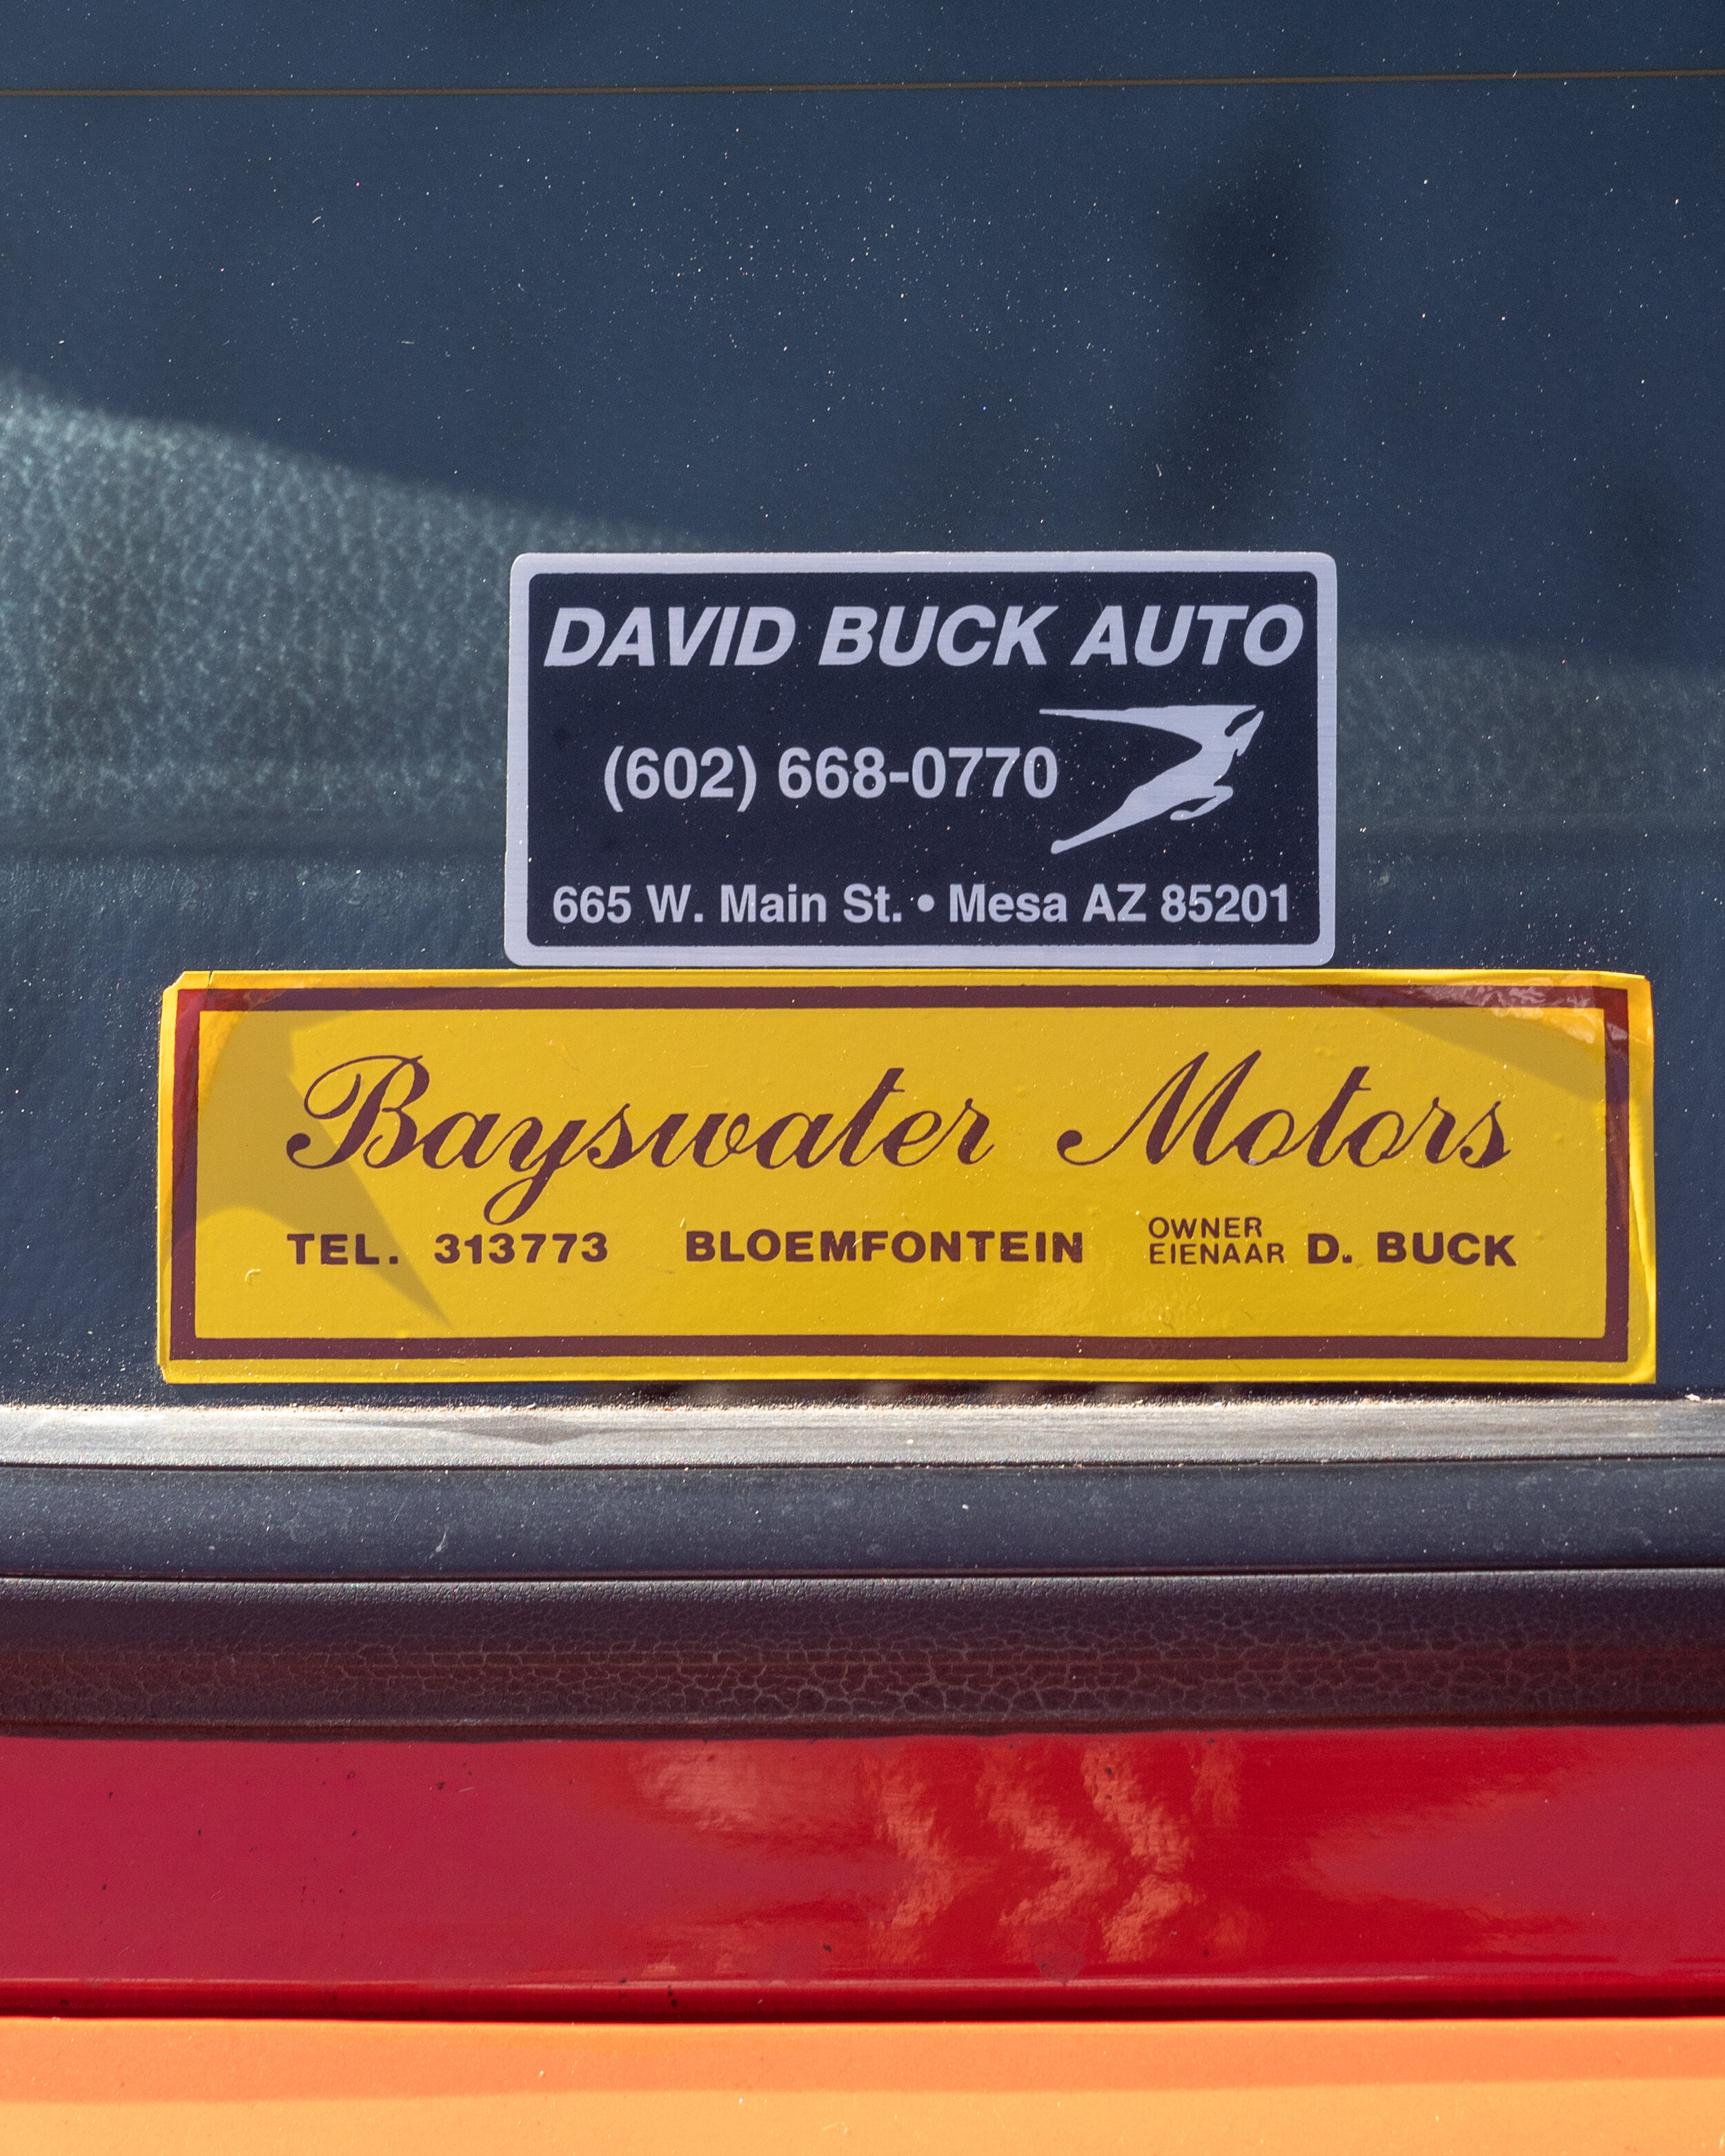 DAVID BUCK AUTO
(602) 668-0770
665 W. Main St. • Mesa AZ 85201
Bayswater Motors
TEL. 313773 BLOEMFONTEIN OWNER EIENAAR D. BUCK